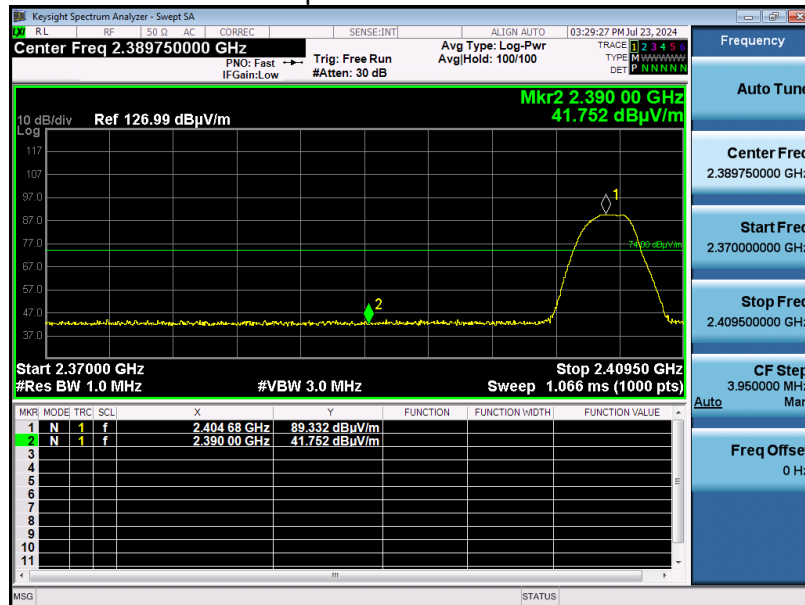 Keysight Spectrum Analyzer - Swept SA
LXI RL RF 50 Ω AC CORREC SENSE:INT ALIGN AUTO 03:29:27 PM Jul 23, 2024
Center Freq 2.389750000 GHz
PNO: Fast
IFGain:Low
Trig: Free Run
#Atten: 30 dB
Avg Type: Log-Pwr
Avg|Hold: 100/100
TRACE 1 2 3 4 5 6
TYPE M WWWWW
DET P N N N N N
Frequency
Auto Tune
Center Freq
2.389750000 GHz
Start Freq
2.370000000 GHz
Stop Freq
2.409500000 GHz
CF Step
3.950000 MHz
Auto Man
Freq Offset
0 Hz
Mkr2 2.390 00 GHz
41.752 dBµV/m
10 dB/div Ref 126.99 dBµV/m
Log
117
107
97.0
87.0
77.0
67.0
57.0
47.0
37.0
1
74.00 dBµV/m
2
Start 2.37000 GHz Stop 2.40950 GHz
#Res BW 1.0 MHz #VBW 3.0 MHz Sweep 1.066 ms (1000 pts)
MKR MODE TRC SCL X Y FUNCTION FUNCTION WIDTH FUNCTION VALUE
1 N 1 f 2.404 68 GHz 89.332 dBµV/m
2 N 1 f 2.390 00 GHz 41.752 dBµV/m
3
4
5
6
7
8
9
10
11
MSG STATUS